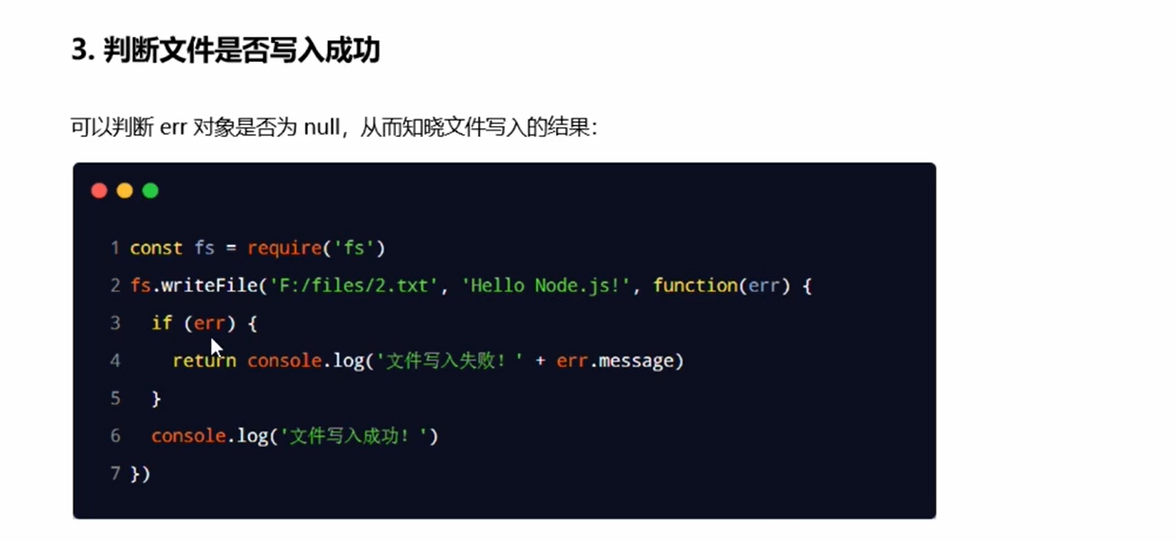 3. 判断文件是否写入成功
可以判断 err 对象是否为 null，从而知晓文件写入的结果：
1 const fs = require('fs')
2 fs.writeFile('F:/files/2.txt', 'Hello Node.js!', function(err) {
3   if (err) {
4     return console.log('文件写入失败！' + err.message)
5   }
6   console.log('文件写入成功！')
7 })